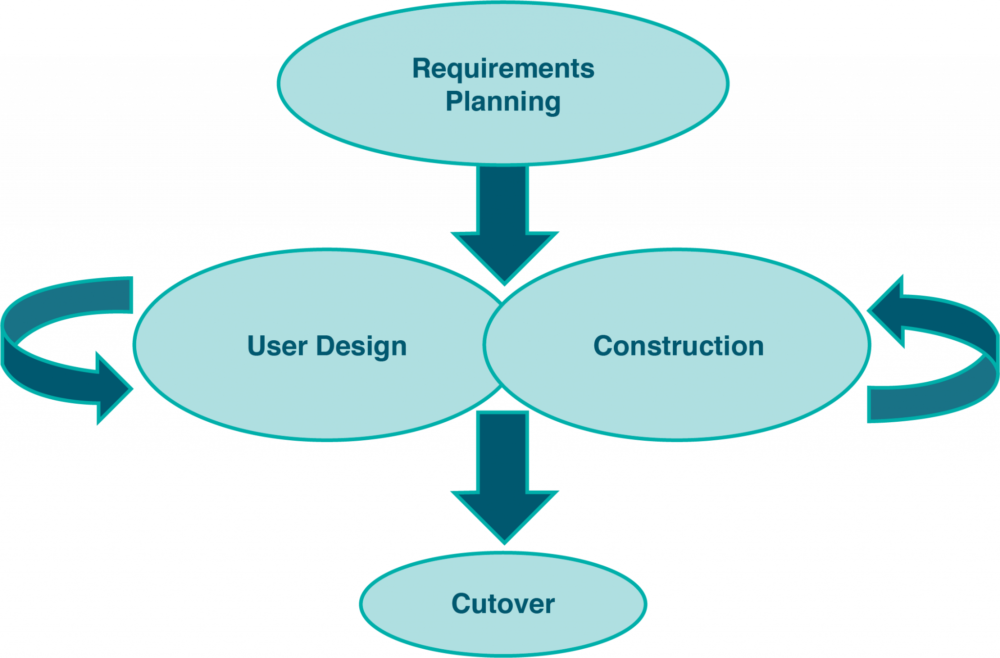 Requirements
Planning
User Design
Construction
Cutover